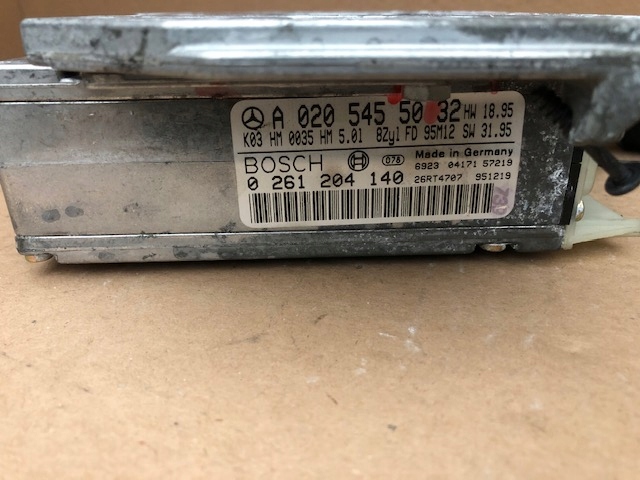 A 020 545 50 32 HW 18.95
K03 HM 0035 HM 5.01 8Zyl FD 95M12 SW 31.95
BOSCH 078 Made in Germany
6923 04171 57219
0 261 204 140 26RT4707 951219